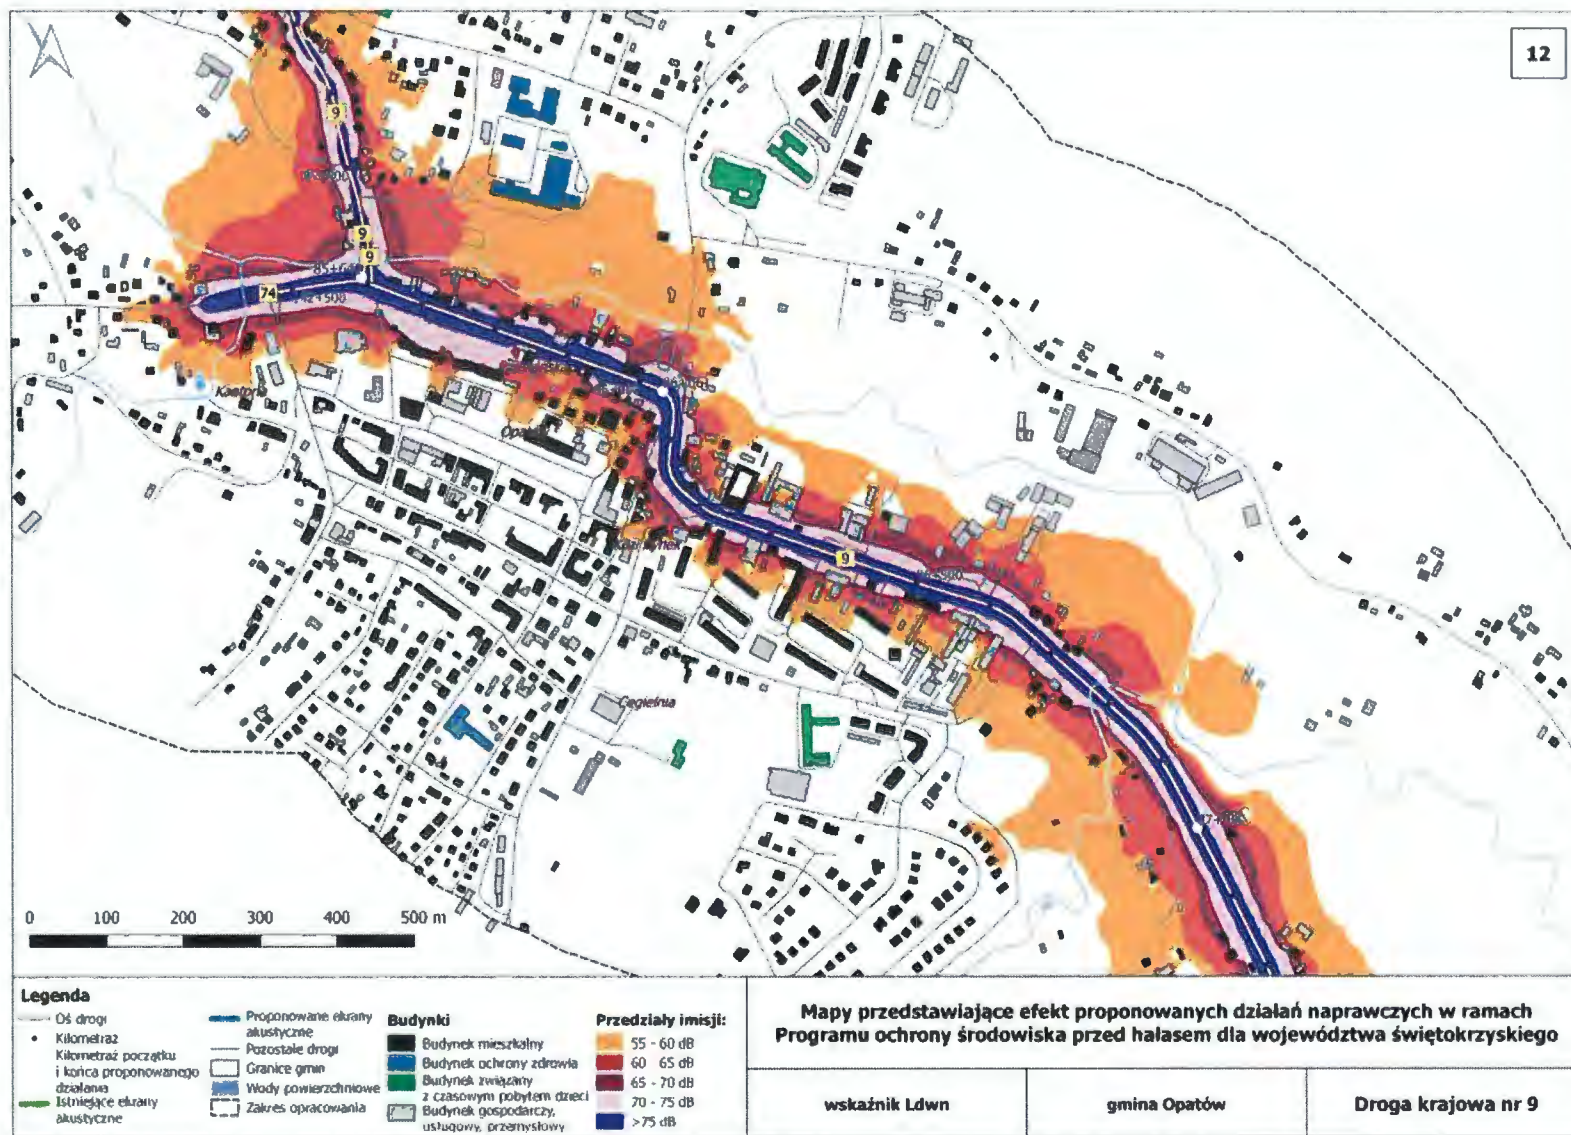 12
9
9
9
74
Kaeloria
Cegielnia
9
0 100 200 300 400 500 m
Legenda
Oś drogi
Kilometraż
Kilometraż początku
i końca proponowanego
działania
Istniejące ekrany
akustyczne
Proponowane ekrany
akustyczne
Pozostałe drogi
Granice gmin
Wody powierzchniowe
Zakres opracowania
Budynki
Budynek mieszkalny
Budynek ochrony zdrowia
Budynek związany
z czasowym pobytem dzieci
Budynek gospodarczy,
usługowy, przemysłowy
Przedziały imisji:
55 - 60 dB
60 65 dB
65 - 70 dB
70 - 75 dB
>75 dB
Mapy przedstawiające efekt proponowanych działań naprawczych w ramach
Programu ochrony środowiska przed hałasem dla województwa świętokrzyskiego
wskaźnik Ldwn
gmina Opatów
Droga krajowa nr 9